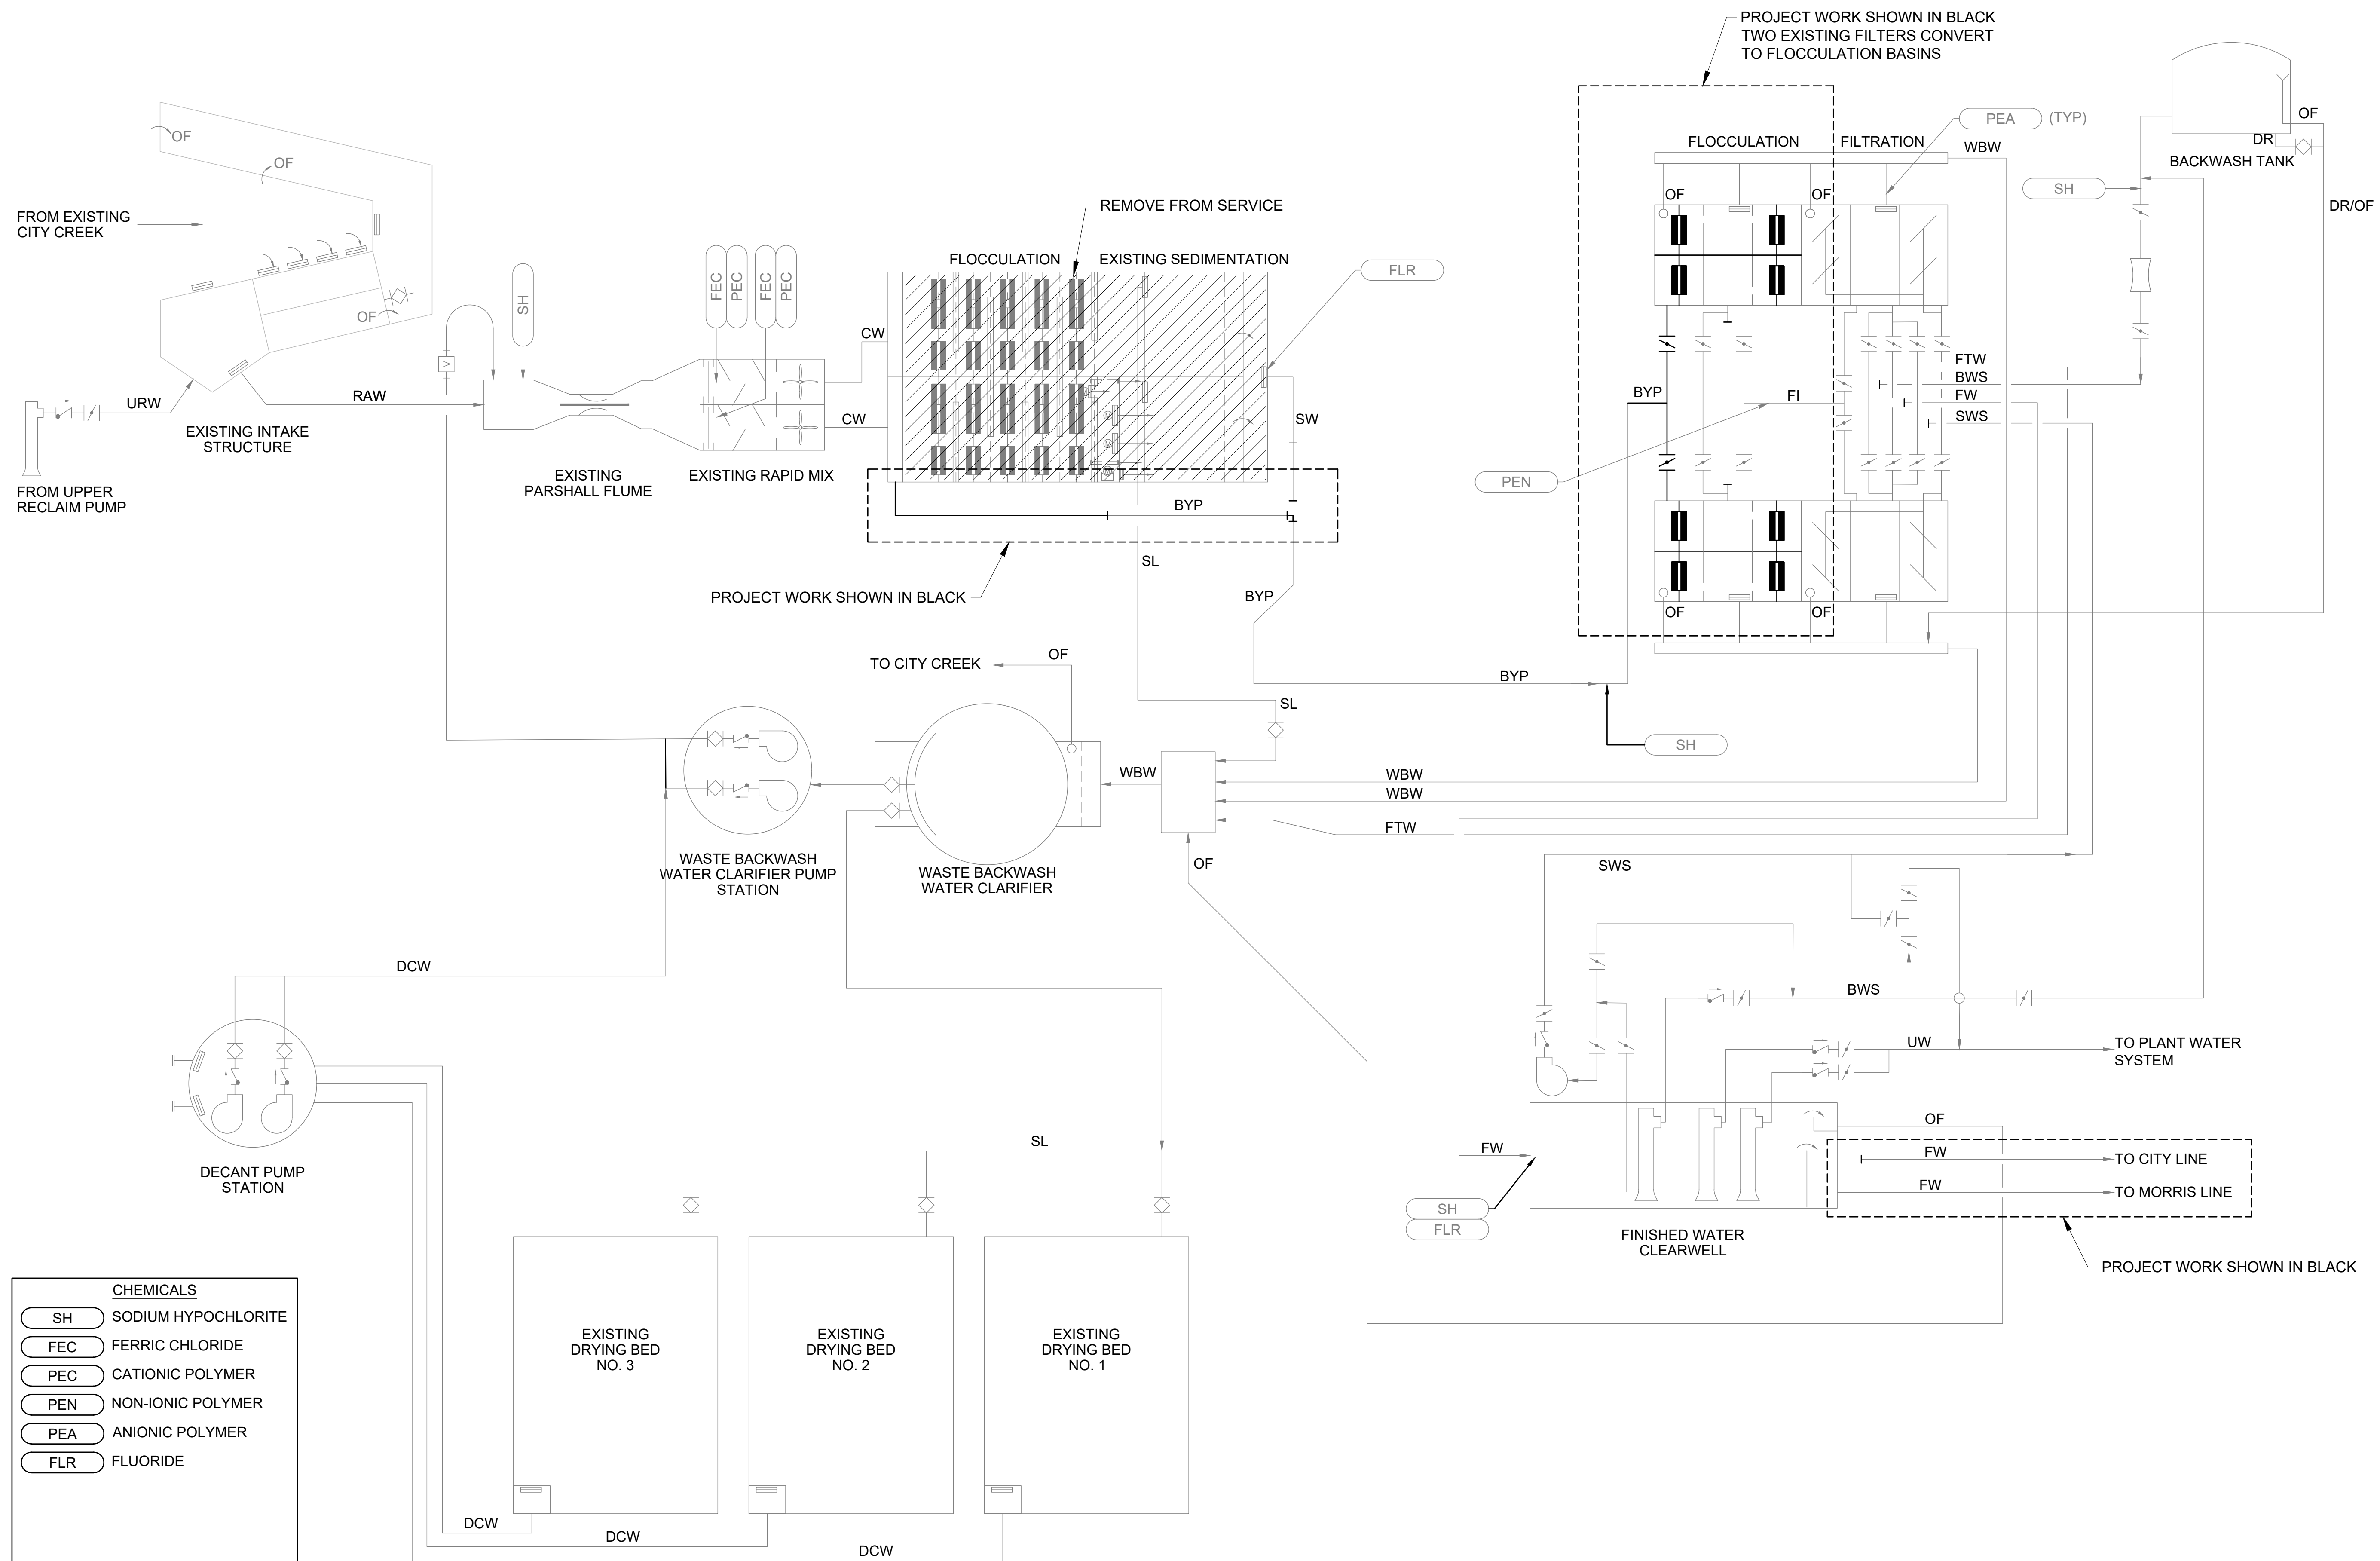 PROJECT WORK SHOWN IN BLACK
TWO EXISTING FILTERS CONVERT
TO FLOCCULATION BASINS
OF
OF
FROM EXISTING
CITY CREEK
OF
URW
RAW
EXISTING INTAKE
STRUCTURE
FROM UPPER
RECLAIM PUMP
M
SH
EXISTING
PARSHALL FLUME
FEC
PEC
FEC
PEC
EXISTING RAPID MIX
CW
CW
REMOVE FROM SERVICE
FLOCCULATION
EXISTING SEDIMENTATION
FLR
M
M
M
SW
BYP
SL
BYP
PROJECT WORK SHOWN IN BLACK
FLOCCULATION
FILTRATION
PEA
(TYP)
WBW
OF
OF
BYP
FI
PEN
FTW
BWS
FW
SWS
OF
OF
OF
DR
BACKWASH TANK
SH
DR/OF
TO CITY CREEK
OF
SL
BYP
SH
WBW
WBW
WBW
FTW
OF
WASTE BACKWASH
WATER CLARIFIER PUMP
STATION
WASTE BACKWASH
WATER CLARIFIER
SWS
BWS
UW
TO PLANT WATER
SYSTEM
DCW
DECANT PUMP
STATION
SL
FW
SH
FLR
OF
FW
TO CITY LINE
FW
TO MORRIS LINE
FINISHED WATER
CLEARWELL
PROJECT WORK SHOWN IN BLACK
EXISTING
DRYING BED
NO. 3
EXISTING
DRYING BED
NO. 2
EXISTING
DRYING BED
NO. 1
DCW
DCW
DCW
CHEMICALS
SH SODIUM HYPOCHLORITE
FEC FERRIC CHLORIDE
PEC CATIONIC POLYMER
PEN NON-IONIC POLYMER
PEA ANIONIC POLYMER
FLR FLUORIDE